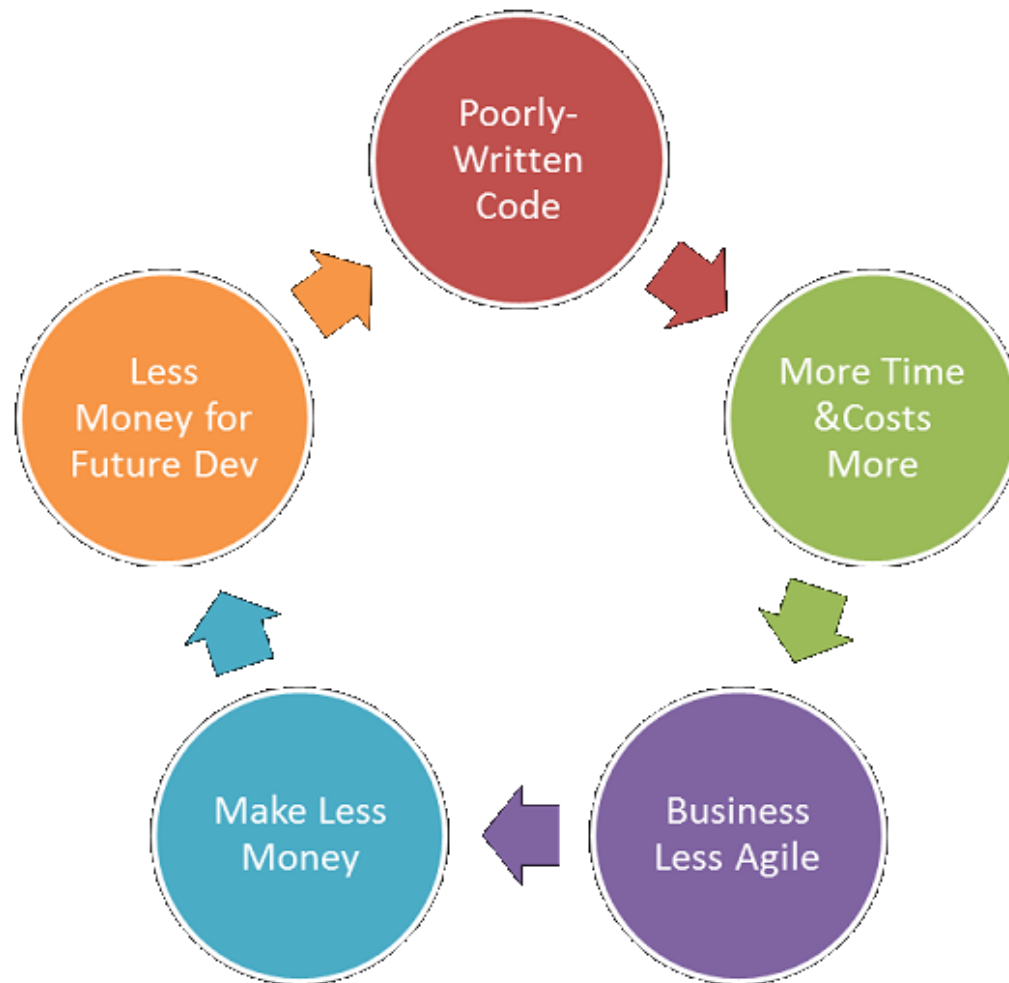 Poorly-
Written
Code
More Time
&Costs
More
Business
Less Agile
Make Less
Money
Less
Money for
Future Dev